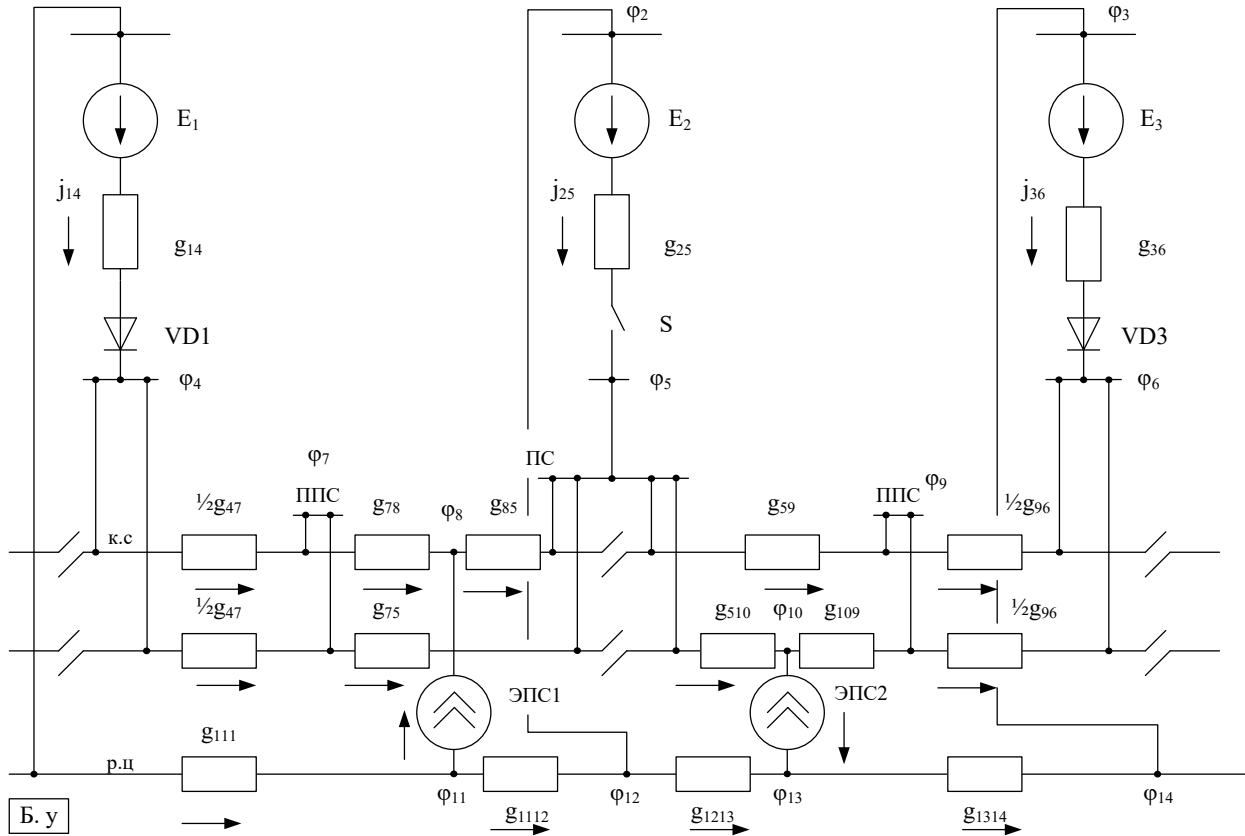 φ2
φ3
E1
E2
E3
j14
j25
j36
g14
g25
g36
VD1
S
VD3
φ4
φ5
φ6
φ7
ПС
φ9
½g47
ППС
g78
φ8
g85
g59
ППС
½g96
к.с
½g47
g75
g510
φ10
g109
½g96
ЭПС1
ЭПС2
g111
р.ц
φ11
φ12
φ13
φ14
g1112
g1213
g1314
Б. у